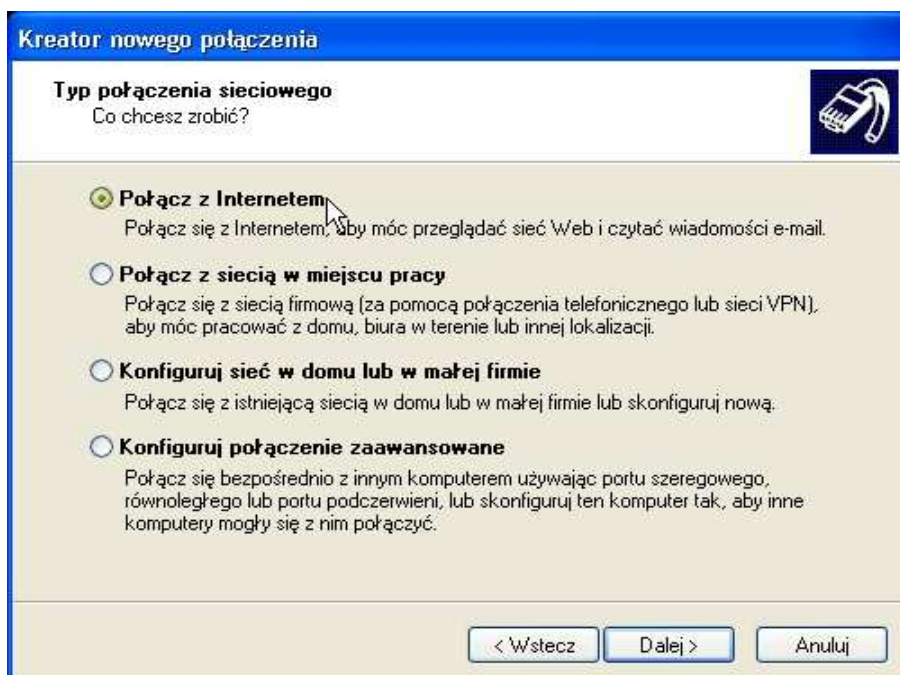 Kreator nowego połączenia
Typ połączenia sieciowego
Co chcesz zrobić?
Połącz z Internetem
Połącz się z Internetem, aby móc przeglądać sieć Web i czytać wiadomości e-mail.
Połącz z siecią w miejscu pracy
Połącz się z siecią firmową (za pomocą połączenia telefonicznego lub sieci VPN),
aby móc pracować z domu, biura w terenie lub innej lokalizacji.
Konfiguruj sieć w domu lub w małej firmie
Połącz się z istniejącą siecią w domu lub w małej firmie lub skonfiguruj nową.
Konfiguruj połączenie zaawansowane
Połącz się bezpośrednio z innym komputerem używając portu szeregowego,
równoległego lub portu podczerwieni, lub skonfiguruj ten komputer tak, aby inne
komputery mogły się z nim połączyć.
< Wstecz
Dalej >
Anuluj